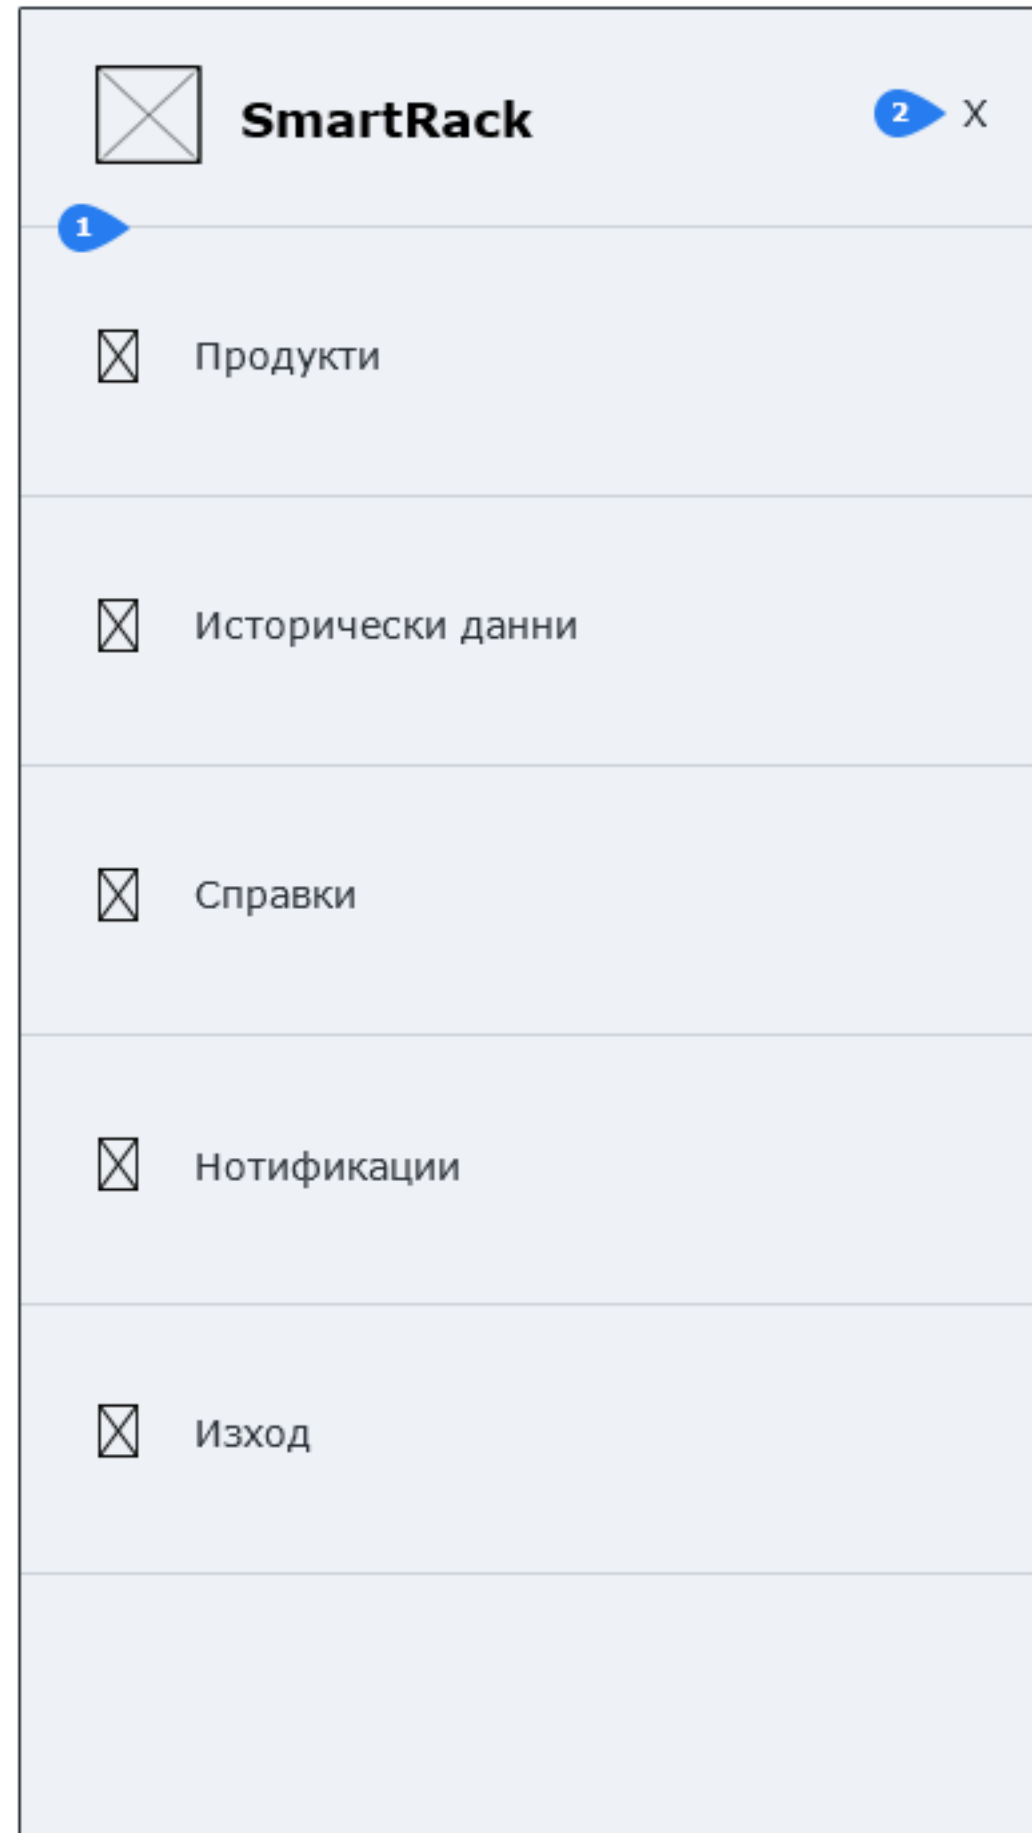 SmartRack
2
X
1
Продукти
Исторически данни
Справки
Нотификации
Изход